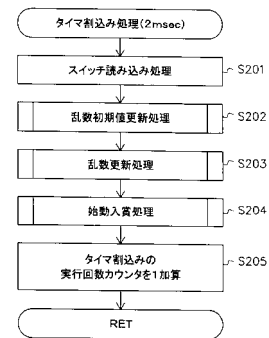 タイマ割込み処理(2msec)
スイッチ読み込み処理
S201
乱数初期値更新処理
S202
乱数更新処理
S203
始動入賞処理
S204
タイマ割込みの
実行回数カウンタを1加算
S205
RET